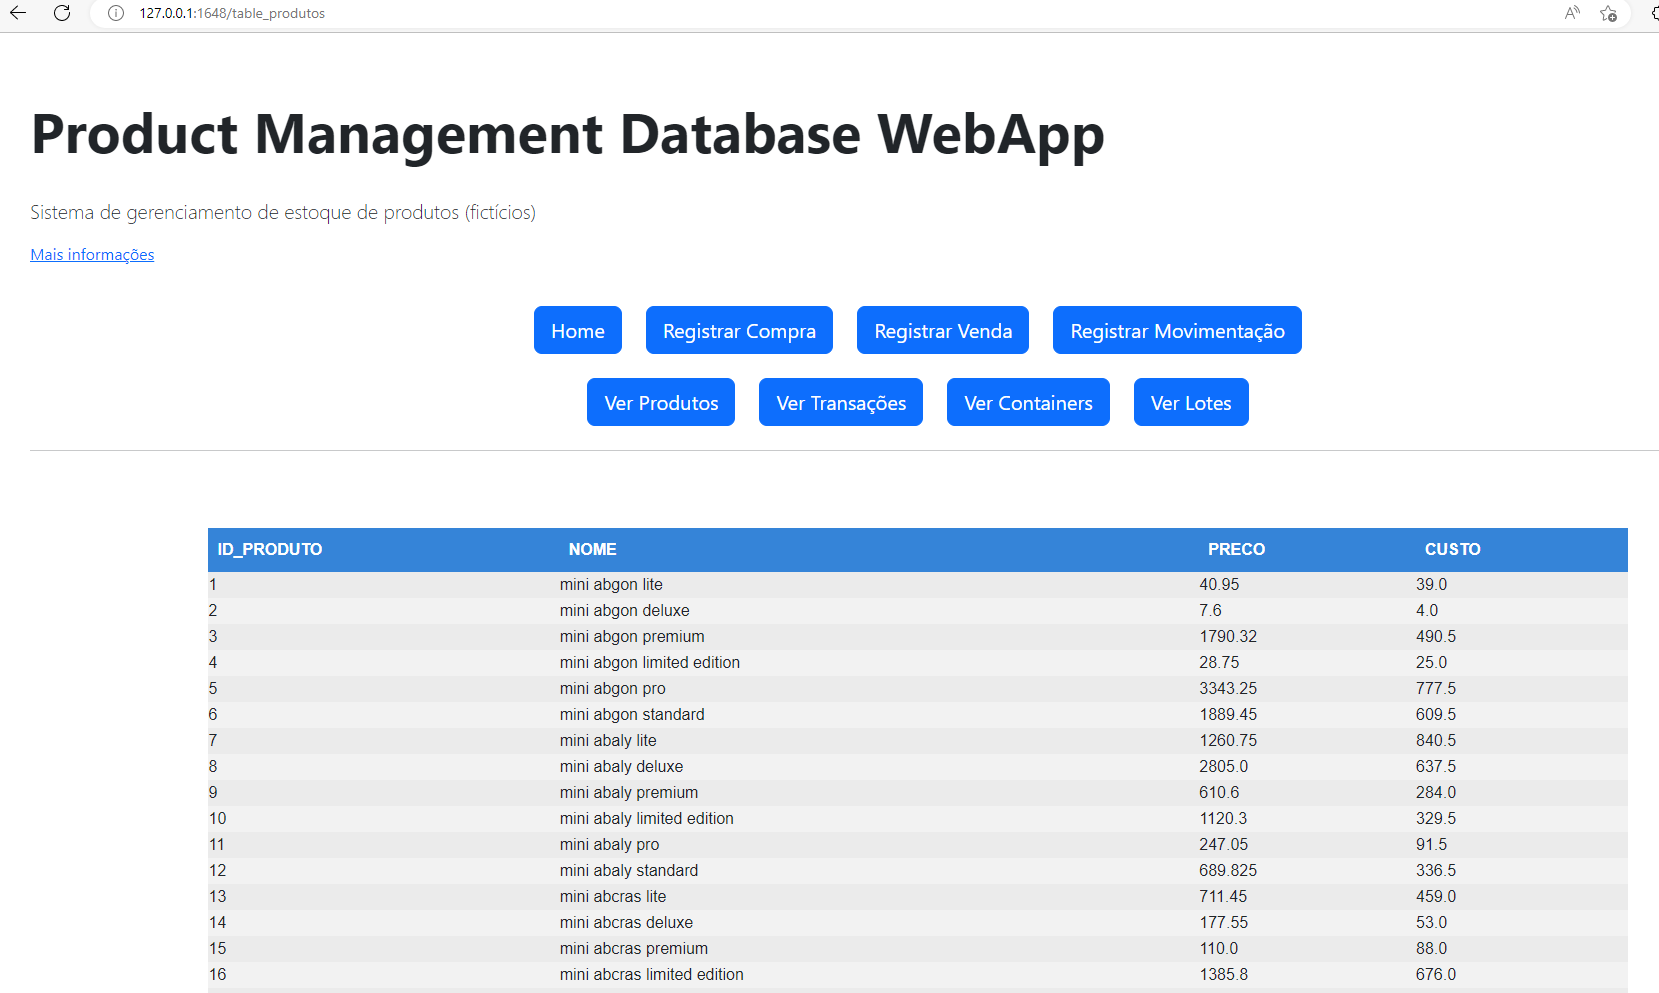 127.0.0.1:1648/table_produtos
Product Management Database WebApp
Sistema de gerenciamento de estoque de produtos (fictícios)
Mais informações
Home Registrar Compra Registrar Venda Registrar Movimentação
Ver Produtos Ver Transações Ver Containers Ver Lotes
ID_PRODUTO NOME PRECO CUSTO
1 mini abgon lite 40.95 39.0
2 mini abgon deluxe 7.6 4.0
3 mini abgon premium 1790.32 490.5
4 mini abgon limited edition 28.75 25.0
5 mini abgon pro 3343.25 777.5
6 mini abgon standard 1889.45 609.5
7 mini abaly lite 1260.75 840.5
8 mini abaly deluxe 2805.0 637.5
9 mini abaly premium 610.6 284.0
10 mini abaly limited edition 1120.3 329.5
11 mini abaly pro 247.05 91.5
12 mini abaly standard 689.825 336.5
13 mini abcras lite 711.45 459.0
14 mini abcras deluxe 177.55 53.0
15 mini abcras premium 110.0 88.0
16 mini abcras limited edition 1385.8 676.0